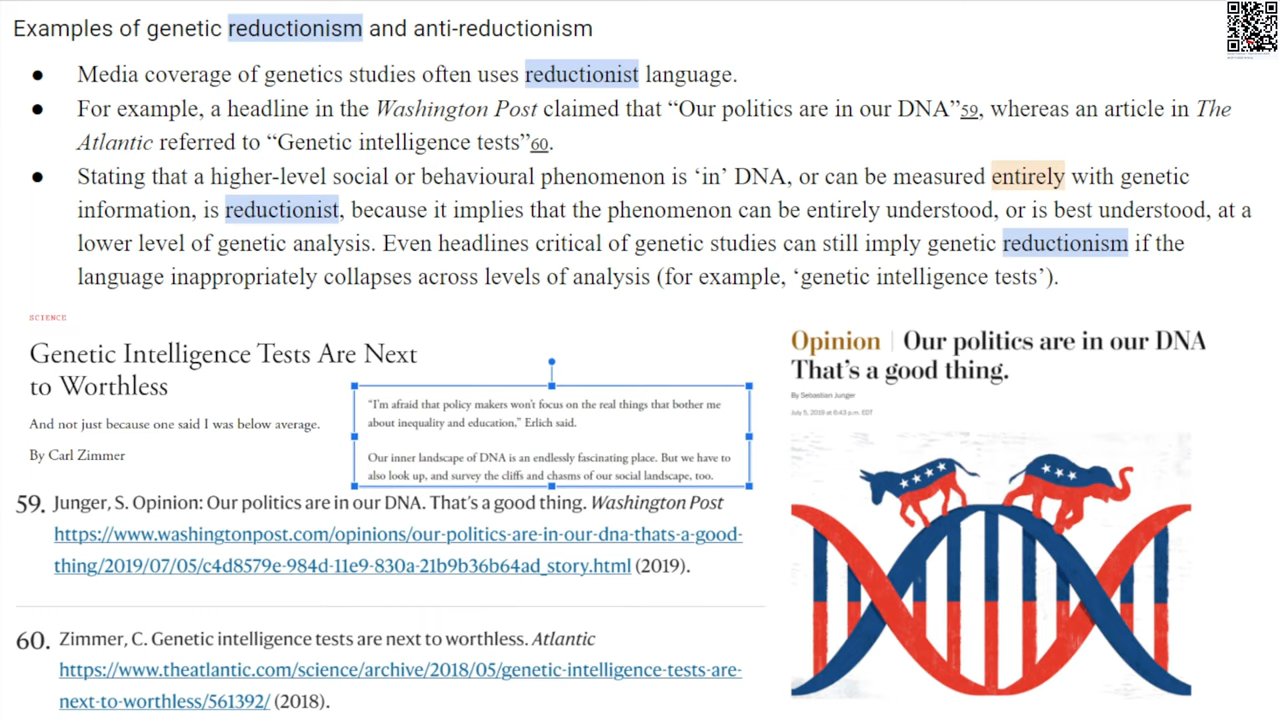 Examples of genetic reductionism and anti-reductionism
● Media coverage of genetics studies often uses reductionist language.
● For example, a headline in the Washington Post claimed that “Our politics are in our DNA”59, whereas an article in The
Atlantic referred to “Genetic intelligence tests”60.
● Stating that a higher-level social or behavioural phenomenon is ‘in’ DNA, or can be measured entirely with genetic
information, is reductionist, because it implies that the phenomenon can be entirely understood, or is best understood, at a
lower level of genetic analysis. Even headlines critical of genetic studies can still imply genetic reductionism if the
language inappropriately collapses across levels of analysis (for example, ‘genetic intelligence tests’).
SCIENCE
Genetic Intelligence Tests Are Next
to Worthless
And not just because one said I was below average.
By Carl Zimmer
“I’m afraid that policy makers won’t focus on the real things that bother me
about inequality and education,” Erlich said.
Our inner landscape of DNA is an endlessly fascinating place. But we have to
also look up, and survey the cliffs and chasms of our social landscape, too.
Opinion | Our politics are in our DNA
That’s a good thing.
By Sebastian Junger
July 5, 2019 at 6:43 p.m. EDT
59. Junger, S. Opinion: Our politics are in our DNA. That’s a good thing. Washington Post
https://www.washingtonpost.com/opinions/our-politics-are-in-our-dna-thats-a-good-
thing/2019/07/05/c4d8579e-984d-11e9-830a-21b9b36b64ad_story.html (2019).
60. Zimmer, C. Genetic intelligence tests are next to worthless. Atlantic
https://www.theatlantic.com/science/archive/2018/05/genetic-intelligence-tests-are-
next-to-worthless/561392/ (2018).